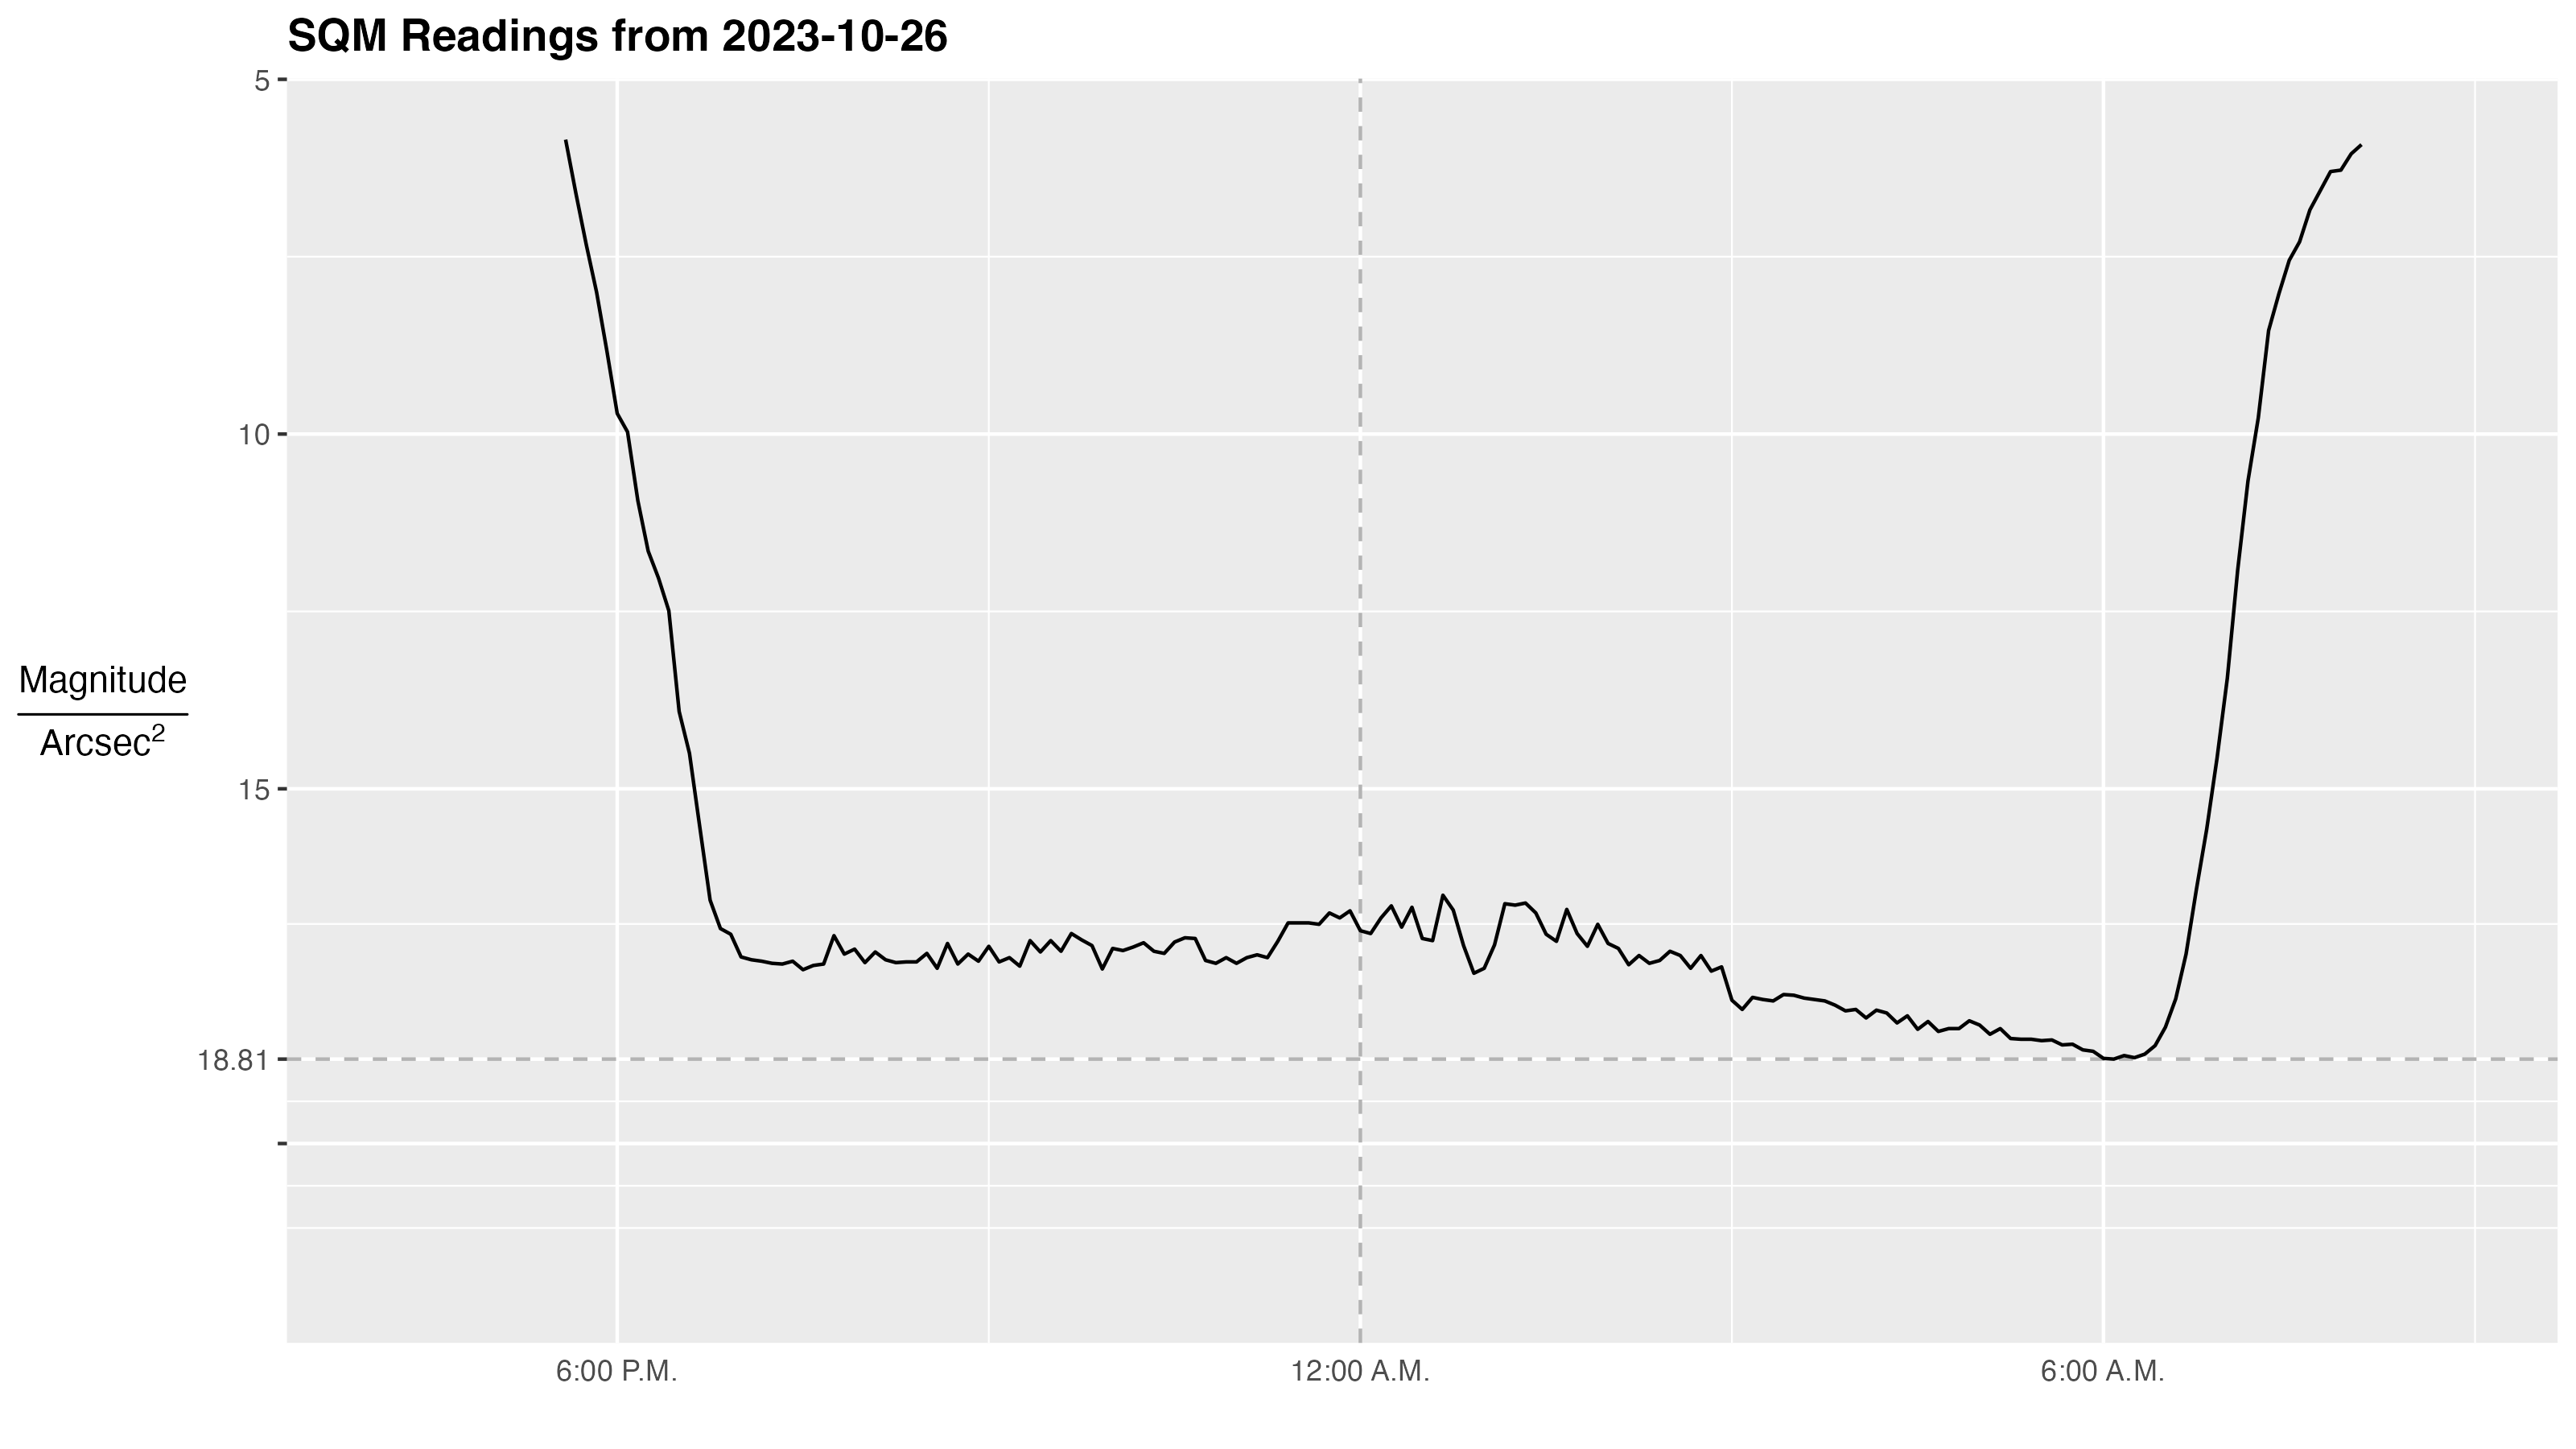 SQM Readings from 2023-10-26
5
10
Magnitude
Arcsec²
15
18.81
6:00 P.M.
12:00 A.M.
6:00 A.M.